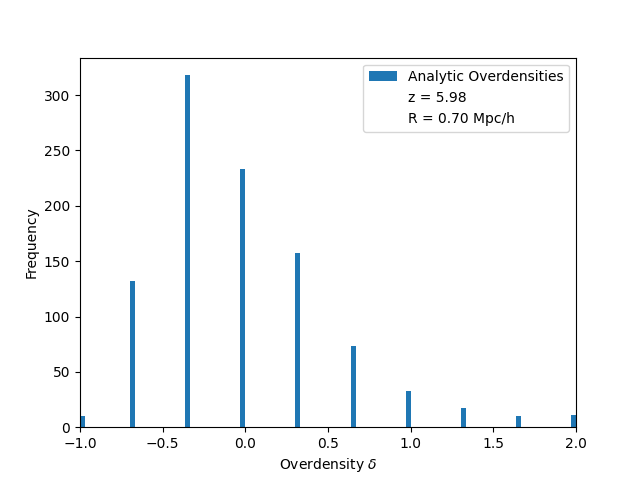 Analytic Overdensities
z = 5.98
R = 0.70 Mpc/h
300
250
200
150
100
50
0
Frequency
−1.0 −0.5 0.0 0.5 1.0 1.5 2.0
Overdensity δ